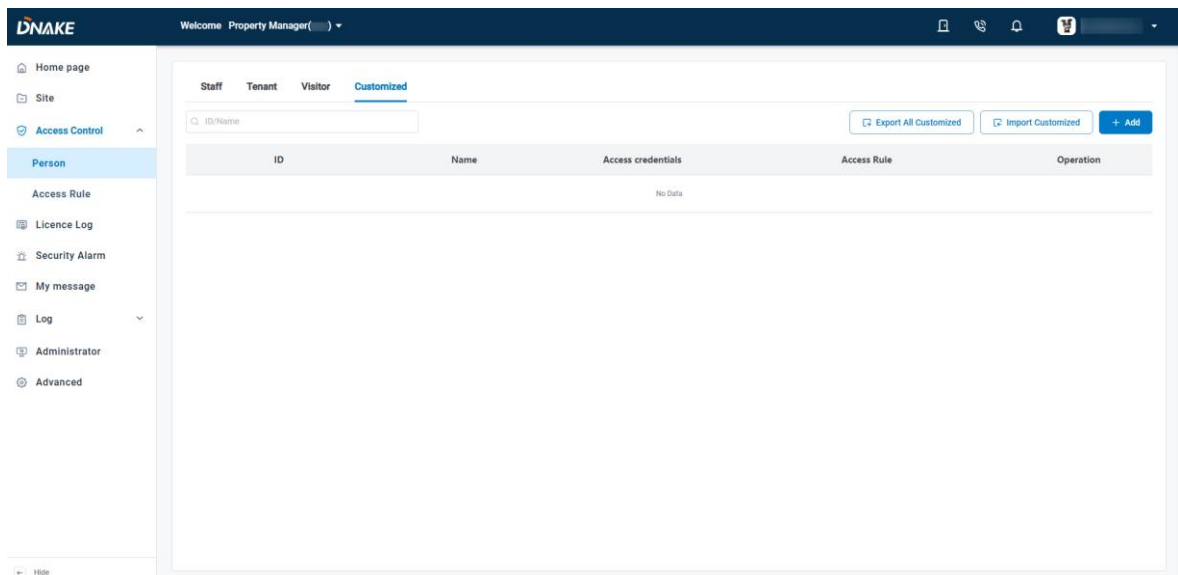 DNAKE
Welcome Property Manager( )
Home page
Site
Access Control
Person
Access Rule
Licence Log
Security Alarm
My message
Log
Administrator
Advanced
Hide
Staff Tenant Visitor Customized
ID/Name
Export All Customized Import Customized + Add
ID Name Access credentials Access Rule Operation
No Data